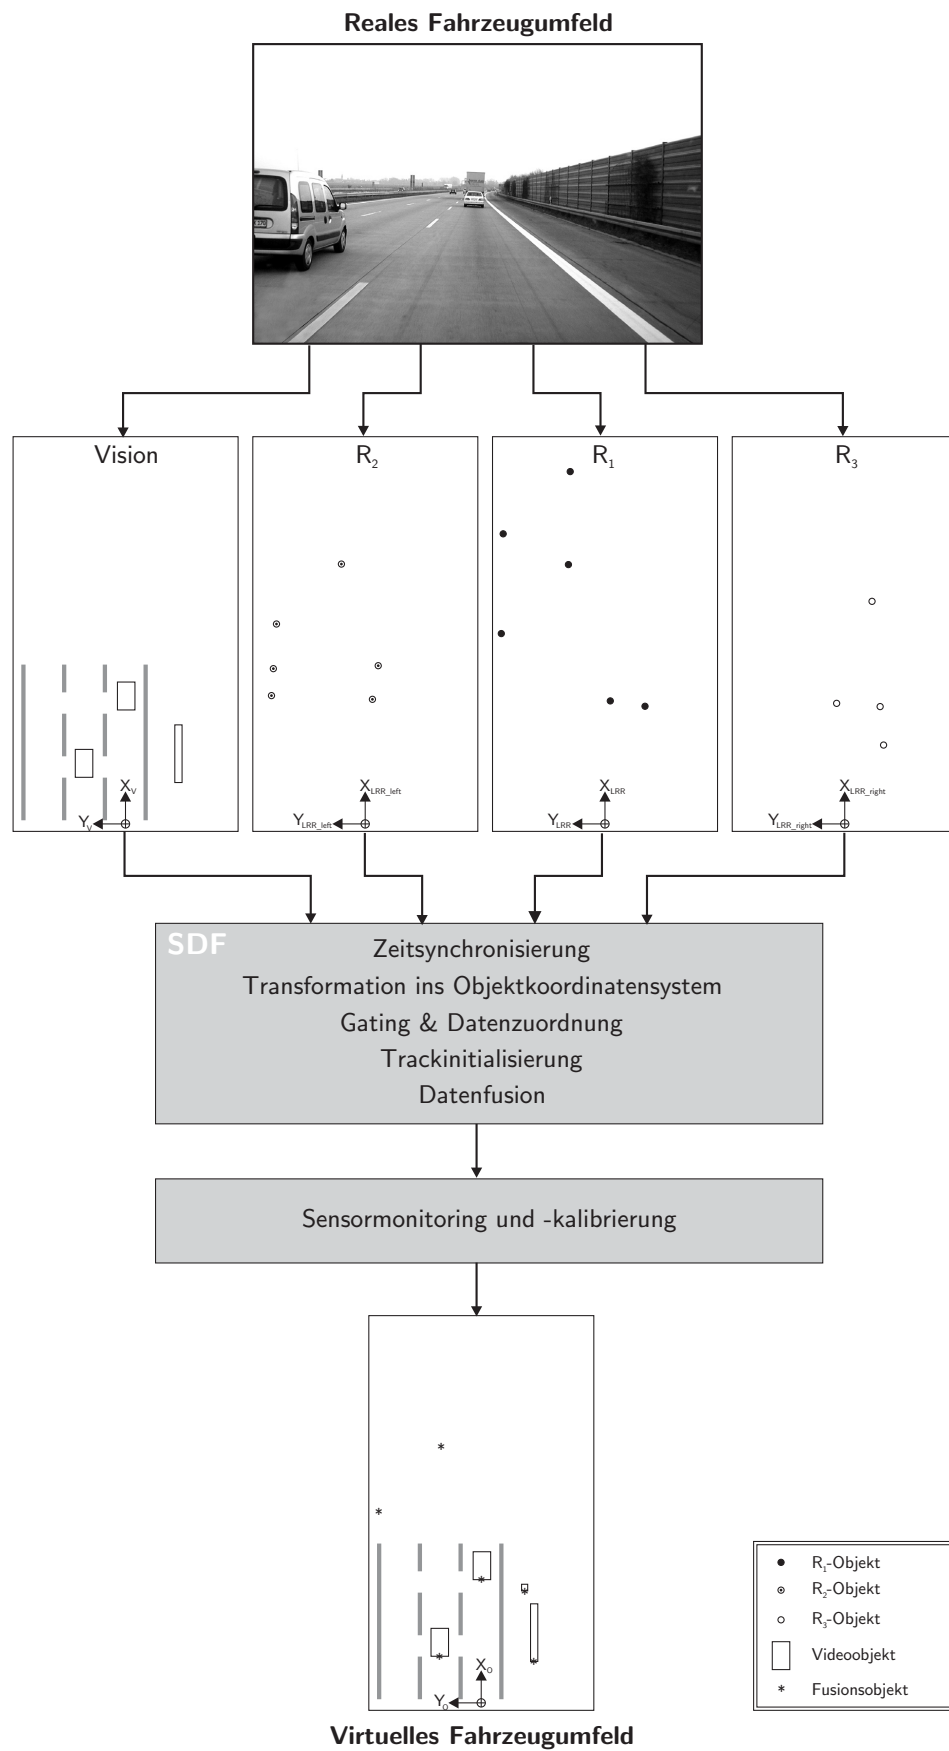 Reales Fahrzeugumfeld
Vision
R2
R1
R3
XV
YV
XLRR_left
YLRR_left
XLRR
YLRR
XLRR_right
YLRR_right
SDF
Zeitsynchronisierung
Transformation ins Objektkoordinatensystem
Gating & Datenzuordnung
Trackinitialisierung
Datenfusion
Sensormonitoring und -kalibrierung
XO
YO
R1-Objekt
R2-Objekt
R3-Objekt
Videoobjekt
Fusionsobjekt
Virtuelles Fahrzeugumfeld